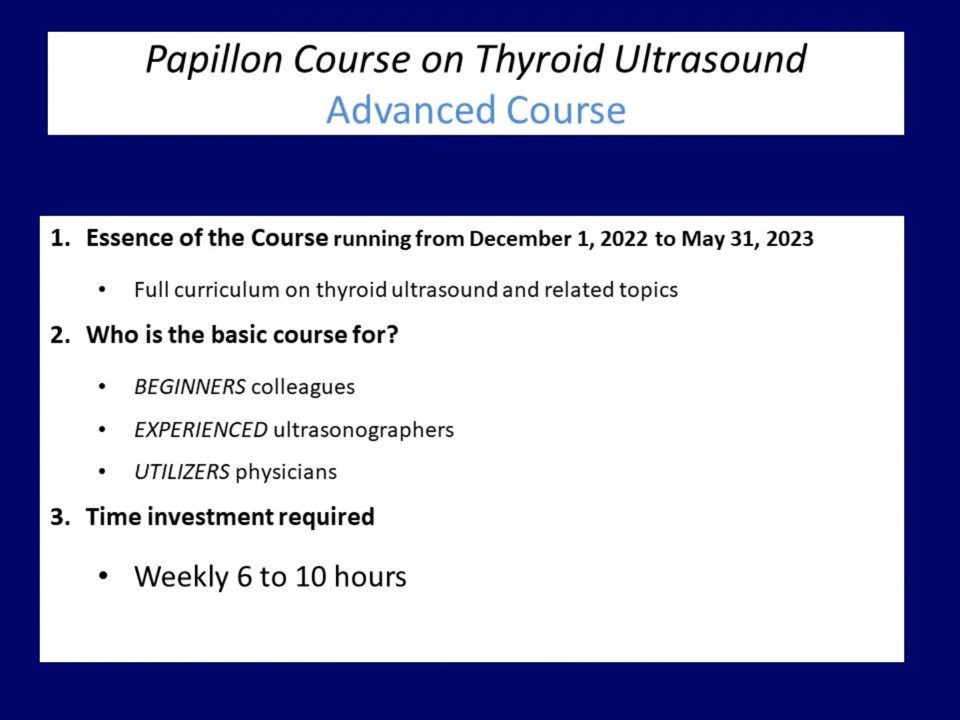 Papillon Course on Thyroid Ultrasound
Advanced Course
1. Essence of the Course running from December 1, 2022 to May 31, 2023
• Full curriculum on thyroid ultrasound and related topics
2. Who is the basic course for?
• BEGINNERS colleagues
• EXPERIENCED ultrasonographers
• UTILIZERS physicians
3. Time investment required
• Weekly 6 to 10 hours